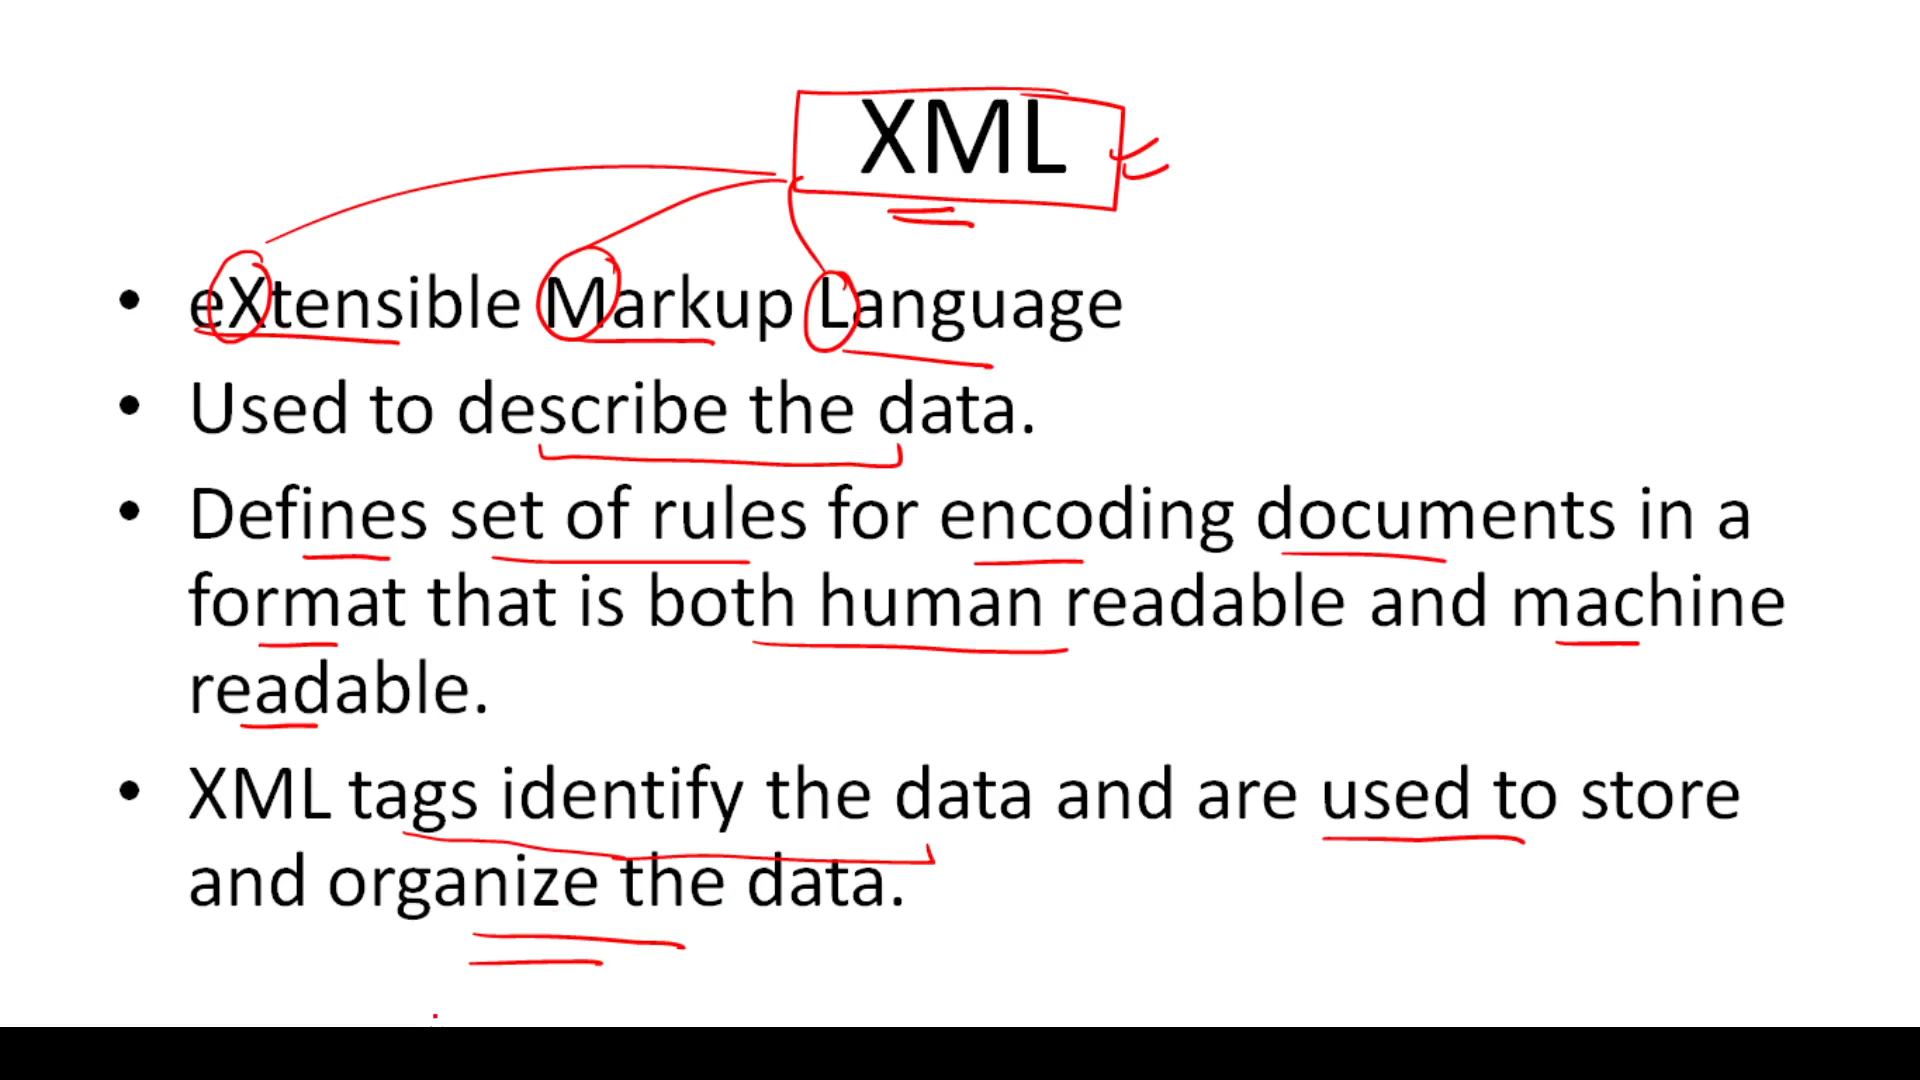 XML
• eXtensible Markup Language
• Used to describe the data.
• Defines set of rules for encoding documents in a
format that is both human readable and machine
readable.
• XML tags identify the data and are used to store
and organize the data.